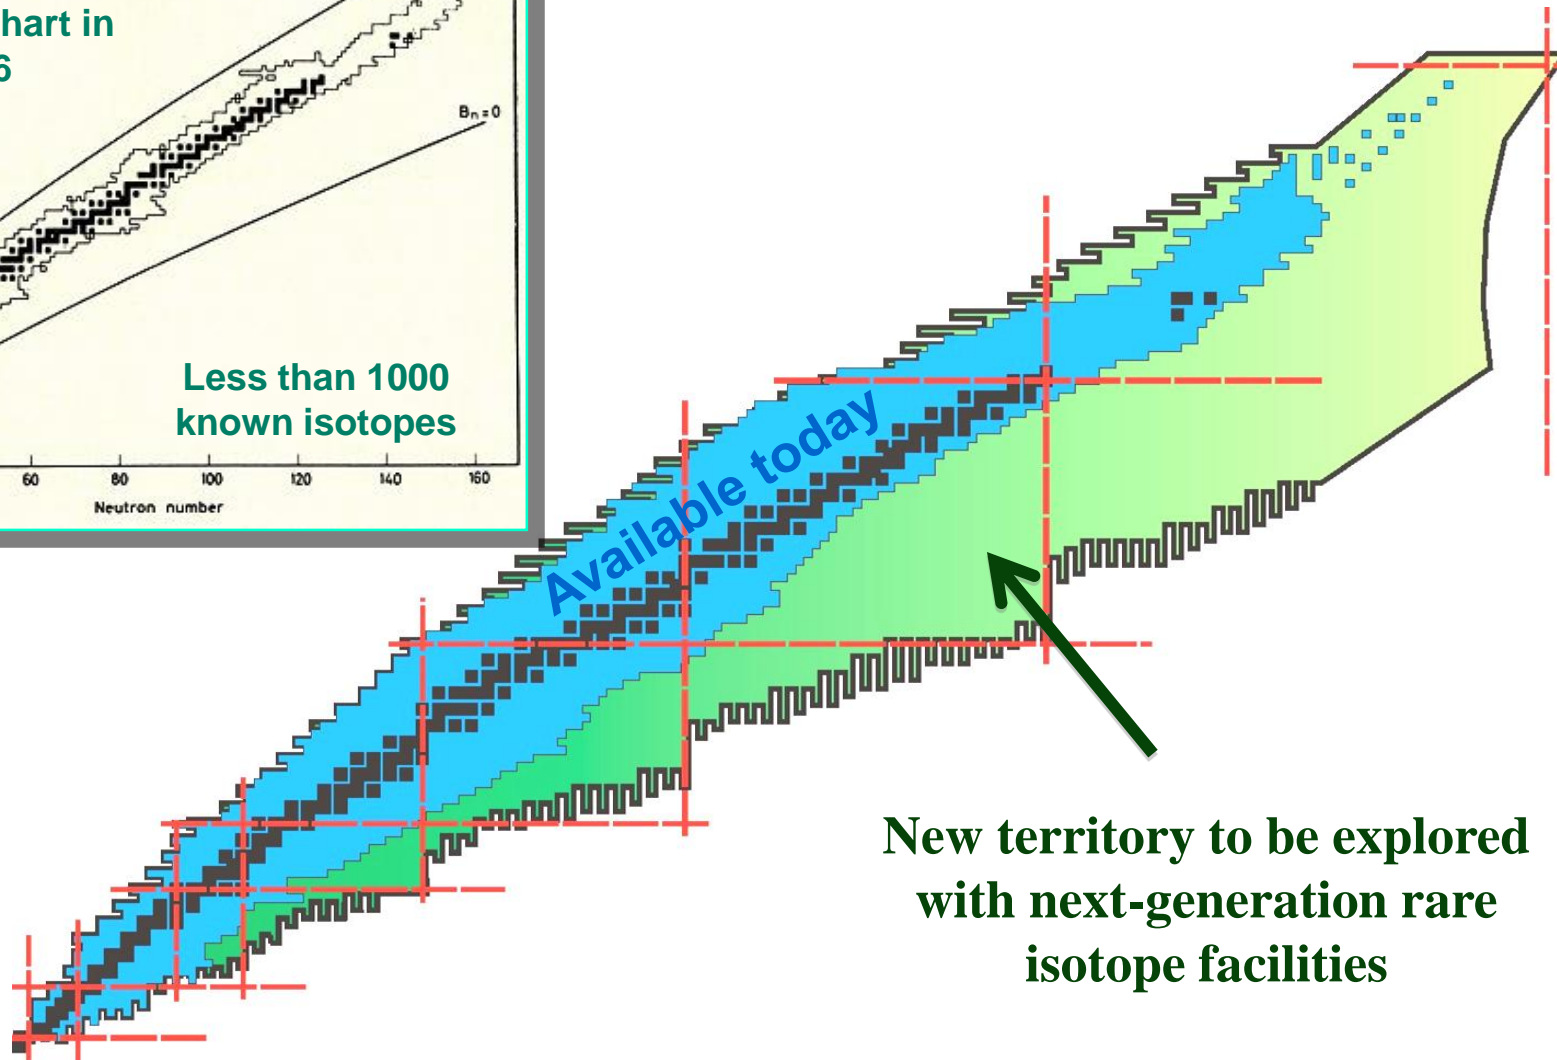 hart in
6
Bn=0
Less than 1000
known isotopes
60 80 100 120 140 160
Neutron number
Available today
New territory to be explored
with next-generation rare
isotope facilities